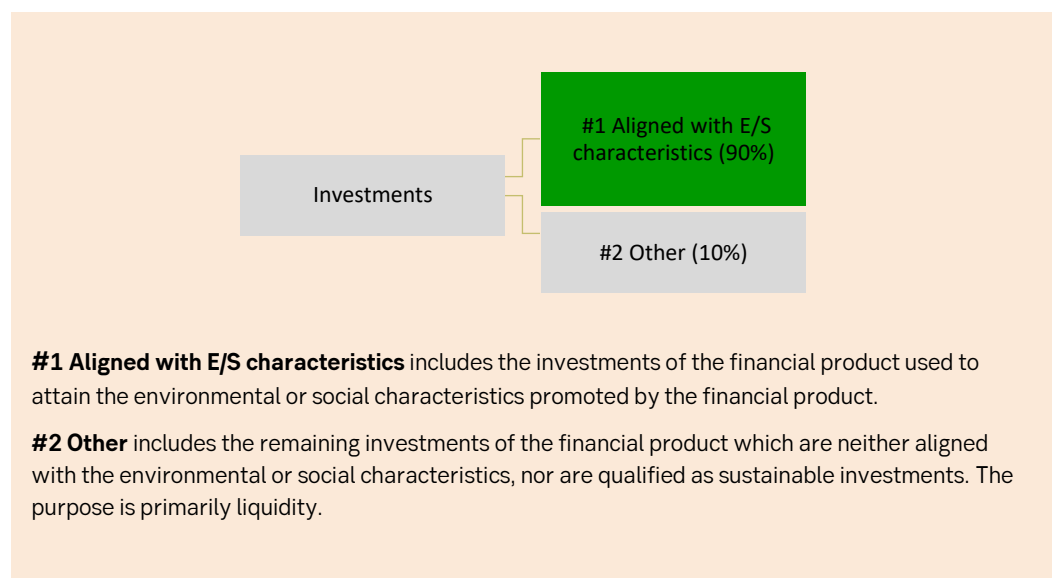 #1 Aligned with E/S
characteristics (90%)
Investments
#2 Other (10%)
#1 Aligned with E/S characteristics includes the investments of the financial product used to
attain the environmental or social characteristics promoted by the financial product.
#2 Other includes the remaining investments of the financial product which are neither aligned
with the environmental or social characteristics, nor are qualified as sustainable investments. The
purpose is primarily liquidity.